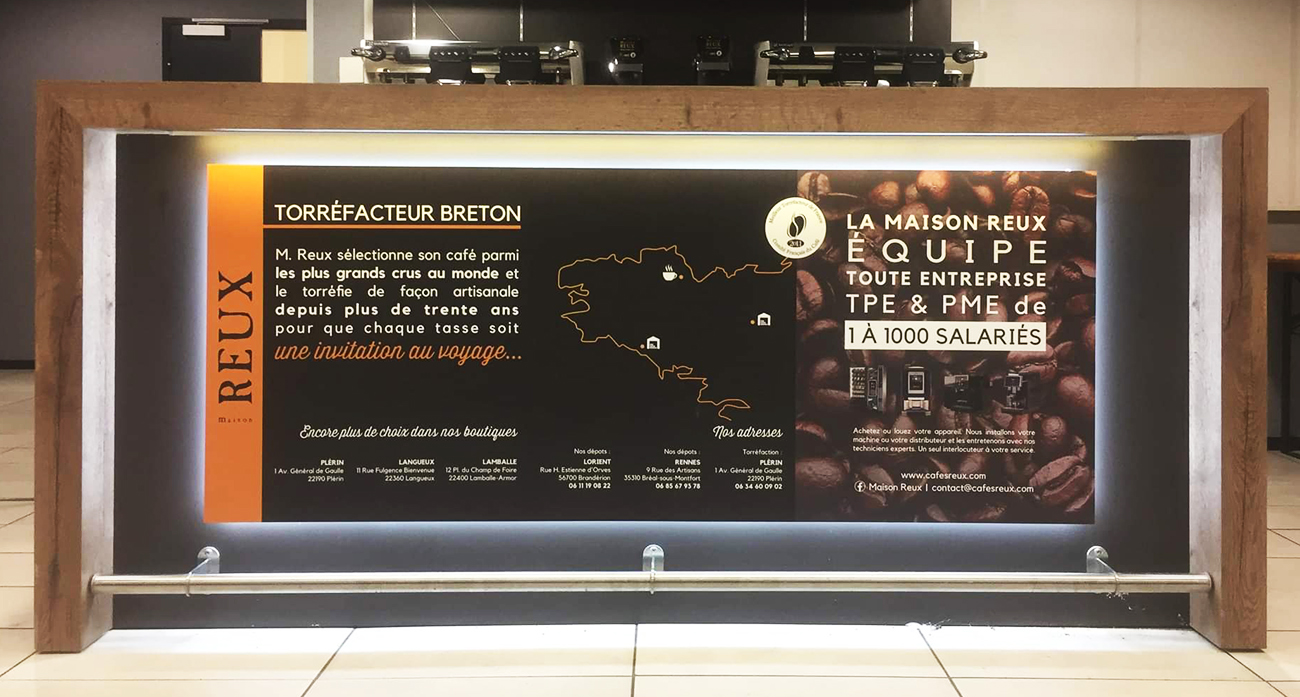 REUX
MAISON
TORRÉFACTEUR BRETON
M. Reux sélectionne son café parmi
les plus grands crus au monde et
le torréfie de façon artisanale
depuis plus de trente ans
pour que chaque tasse soit
une invitation au voyage...
Encore plus de choix dans nos boutiques
PLÉRIN
1 Av. Général de Gaulle
22190 Plérin
LANGUEUX
11 Rue Fulgence Bienvenue
22360 Langueux
LAMBALLE
12 Pl. du Champ de Foire
22400 Lamballe-Armor
Nos adresses
Nos dépots :
LORIENT
Rue H. Estienne d'Orves
56700 Brandérion
06 11 19 08 22
Nos dépots :
RENNES
9 Rue des Artisans
35310 Bréal-sous-Montfort
06 85 67 93 78
Torréfaction :
PLÉRIN
1 Av. Général de Gaulle
22190 Plérin
06 34 60 09 02
2011
Comité Français du Café
LA MAISON REUX
ÉQUIPE
TOUTE ENTREPRISE
TPE & PME de
1 À 1000 SALARIÉS
Achetez ou louez votre appareil. Nous installons votre
machine ou votre distributeur et les entretenons avec nos
techniciens experts. Un seul interlocuteur à votre service.
www.cafesreux.com
Maison Reux | contact@cafesreux.com